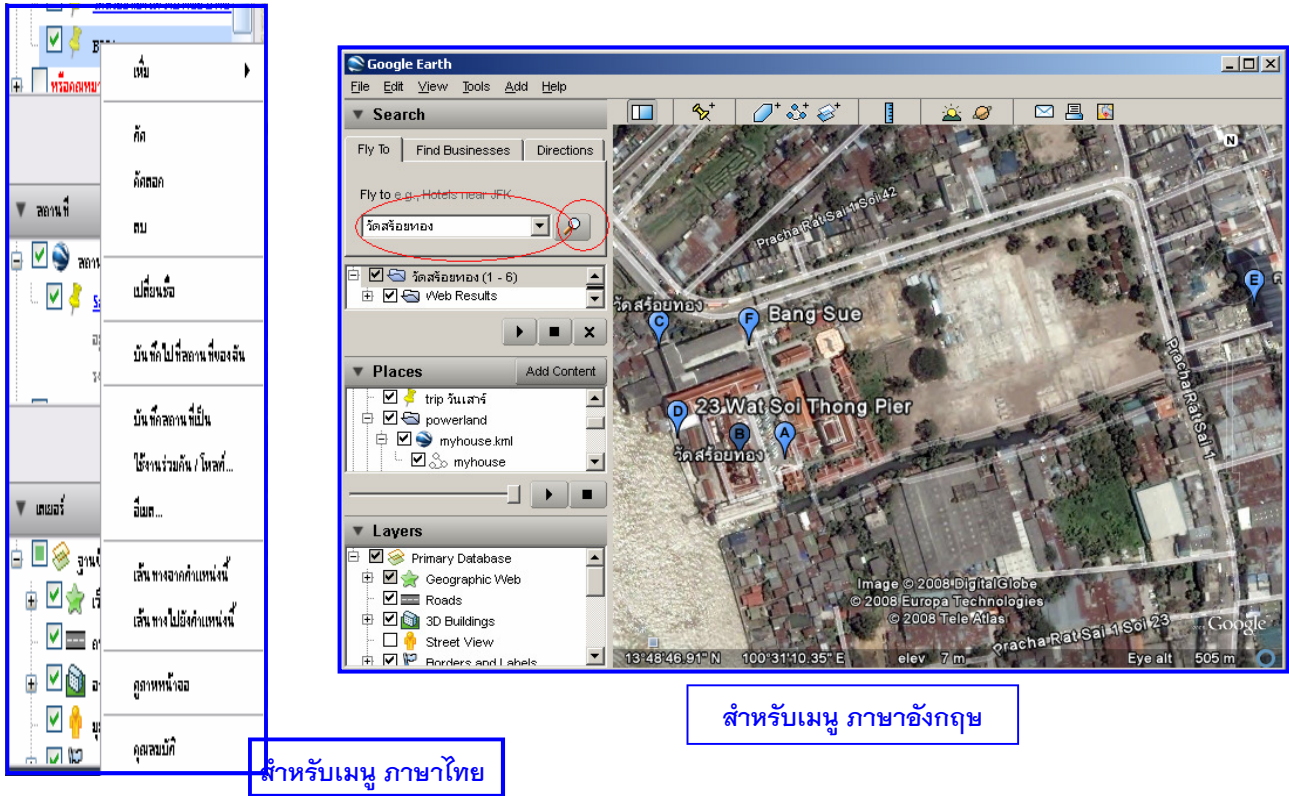 เพิ่ม
หรือคุณหมา
คัด
คัดลอก
ลบ
สถานที่
สถาน
เปลี่ยนชื่อ
บันทึกไปที่สถานที่ของฉัน
บันทึกสถานที่เป็น
ใช้งานร่วมกัน / โพสต์...
อีเมล...
เลเยอร์
เส้นทางจากตำแหน่งนี้
เส้นทางไปยังตำแหน่งนี้
ดูภาพหน้าจอ
คุณสมบัติ
สำหรับเมนู ภาษาไทย
Google Earth
File Edit View Tools Add Help
Search
Fly To Find Businesses Directions
Fly to e.g., Hotels near JFK
วัดสร้อยทอง
วัดสร้อยทอง (1 - 6)
Web Results
Places Add Content
trip วันเสาร์
powerland
myhouse.kml
myhouse
Layers
Primary Database
Geographic Web
Roads
3D Buildings
Street View
Borders and Labels
N
Pracha Rat Sai 1 Soi 42
E
วัดสร้อยทอง
C
F
Bang Sue
Pracha Rat Sai 1
D
23 Wat Soi Thong Pier
B
A
วัดสร้อยทอง
Image © 2008 DigitalGlobe
© 2008 Europa Technologies
© 2008 Tele Atlas
Pracha Rat Sai 1 Soi 23
Google
13°48'46.91" N 100°31'10.35" E elev 7 m Eye alt 505 m
สำหรับเมนู ภาษาอังกฤษ